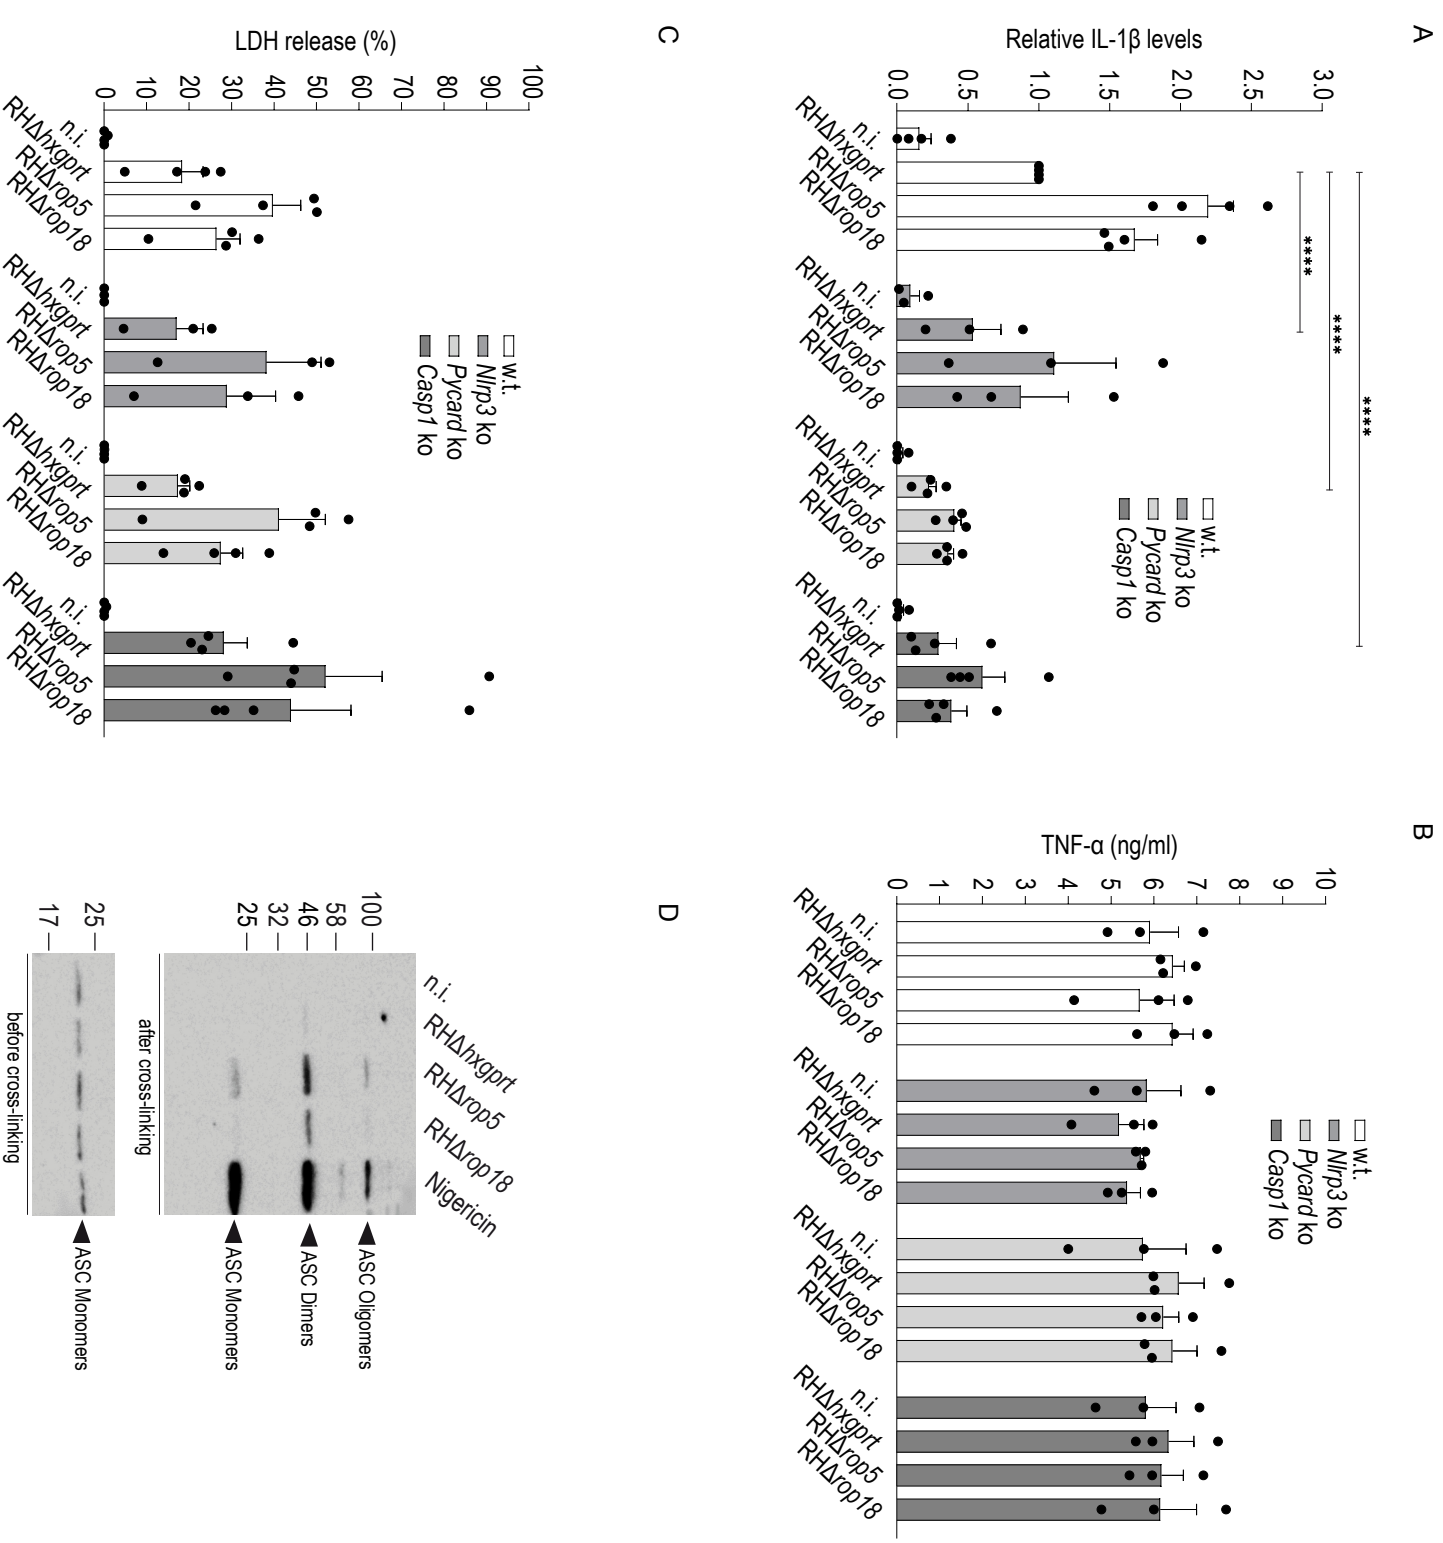 A
Relative IL-1β levels
3.0
2.5
2.0
1.5
1.0
0.5
0.0
****
****
****
w.t.
Nlrp3 ko
Pycard ko
Casp1 ko
n.i.
RHΔhxgprt
RHΔrop5
RHΔrop18
n.i.
RHΔhxgprt
RHΔrop5
RHΔrop18
n.i.
RHΔhxgprt
RHΔrop5
RHΔrop18
n.i.
RHΔhxgprt
RHΔrop5
RHΔrop18
B
TNF-α (ng/ml)
10
9
8
7
6
5
4
3
2
1
0
w.t.
Nlrp3 ko
Pycard ko
Casp1 ko
n.i.
RHΔhxgprt
RHΔrop5
RHΔrop18
n.i.
RHΔhxgprt
RHΔrop5
RHΔrop18
n.i.
RHΔhxgprt
RHΔrop5
RHΔrop18
n.i.
RHΔhxgprt
RHΔrop5
RHΔrop18
C
LDH release (%)
100
90
80
70
60
50
40
30
20
10
0
w.t.
Nlrp3 ko
Pycard ko
Casp1 ko
n.i.
RHΔhxgprt
RHΔrop5
RHΔrop18
n.i.
RHΔhxgprt
RHΔrop5
RHΔrop18
n.i.
RHΔhxgprt
RHΔrop5
RHΔrop18
n.i.
RHΔhxgprt
RHΔrop5
RHΔrop18
D
n.i.
RHΔhxgprt
RHΔrop5
RHΔrop18
Nigericin
100
58
46
32
25
ASC Oligomers
ASC Dimers
ASC Monomers
after cross-linking
25
17
ASC Monomers
before cross-linking